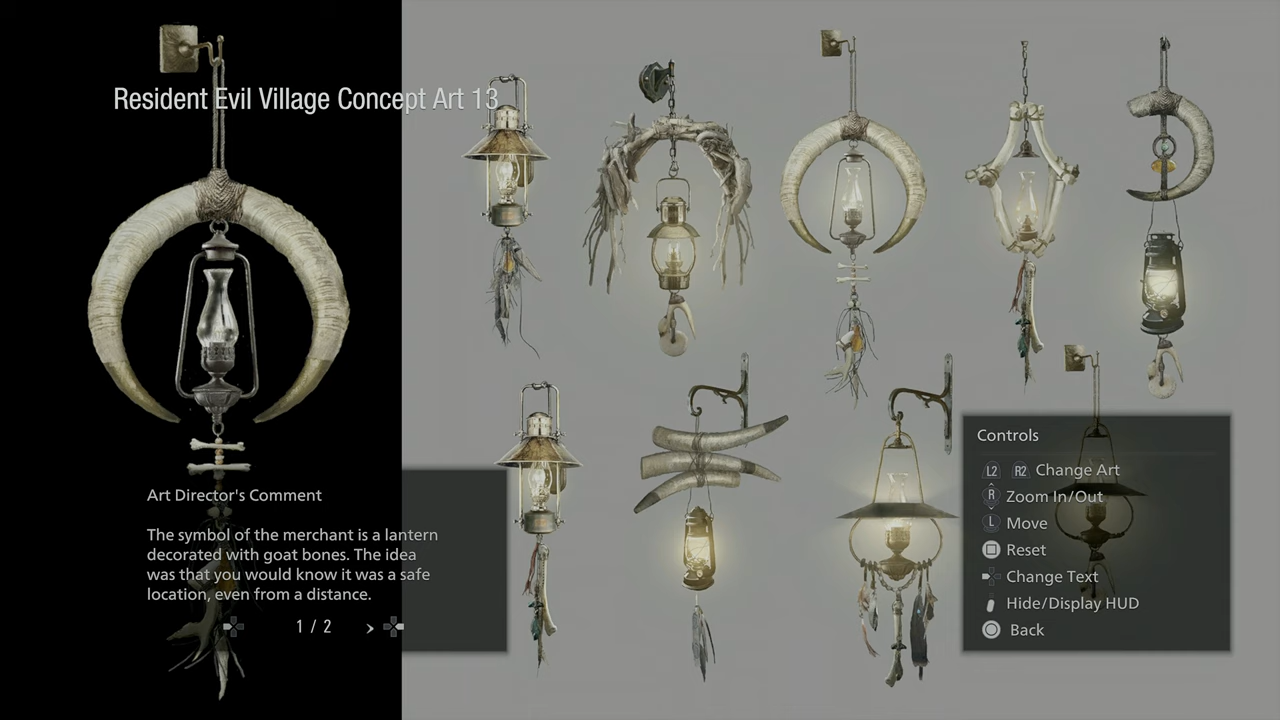 Resident Evil Village Concept Art 13
Art Director's Comment
The symbol of the merchant is a lantern
decorated with goat bones. The idea
was that you would know it was a safe
location, even from a distance.
1 / 2
Controls
L2 R2 Change Art
R Zoom In/Out
L Move
Reset
Change Text
Hide/Display HUD
Back